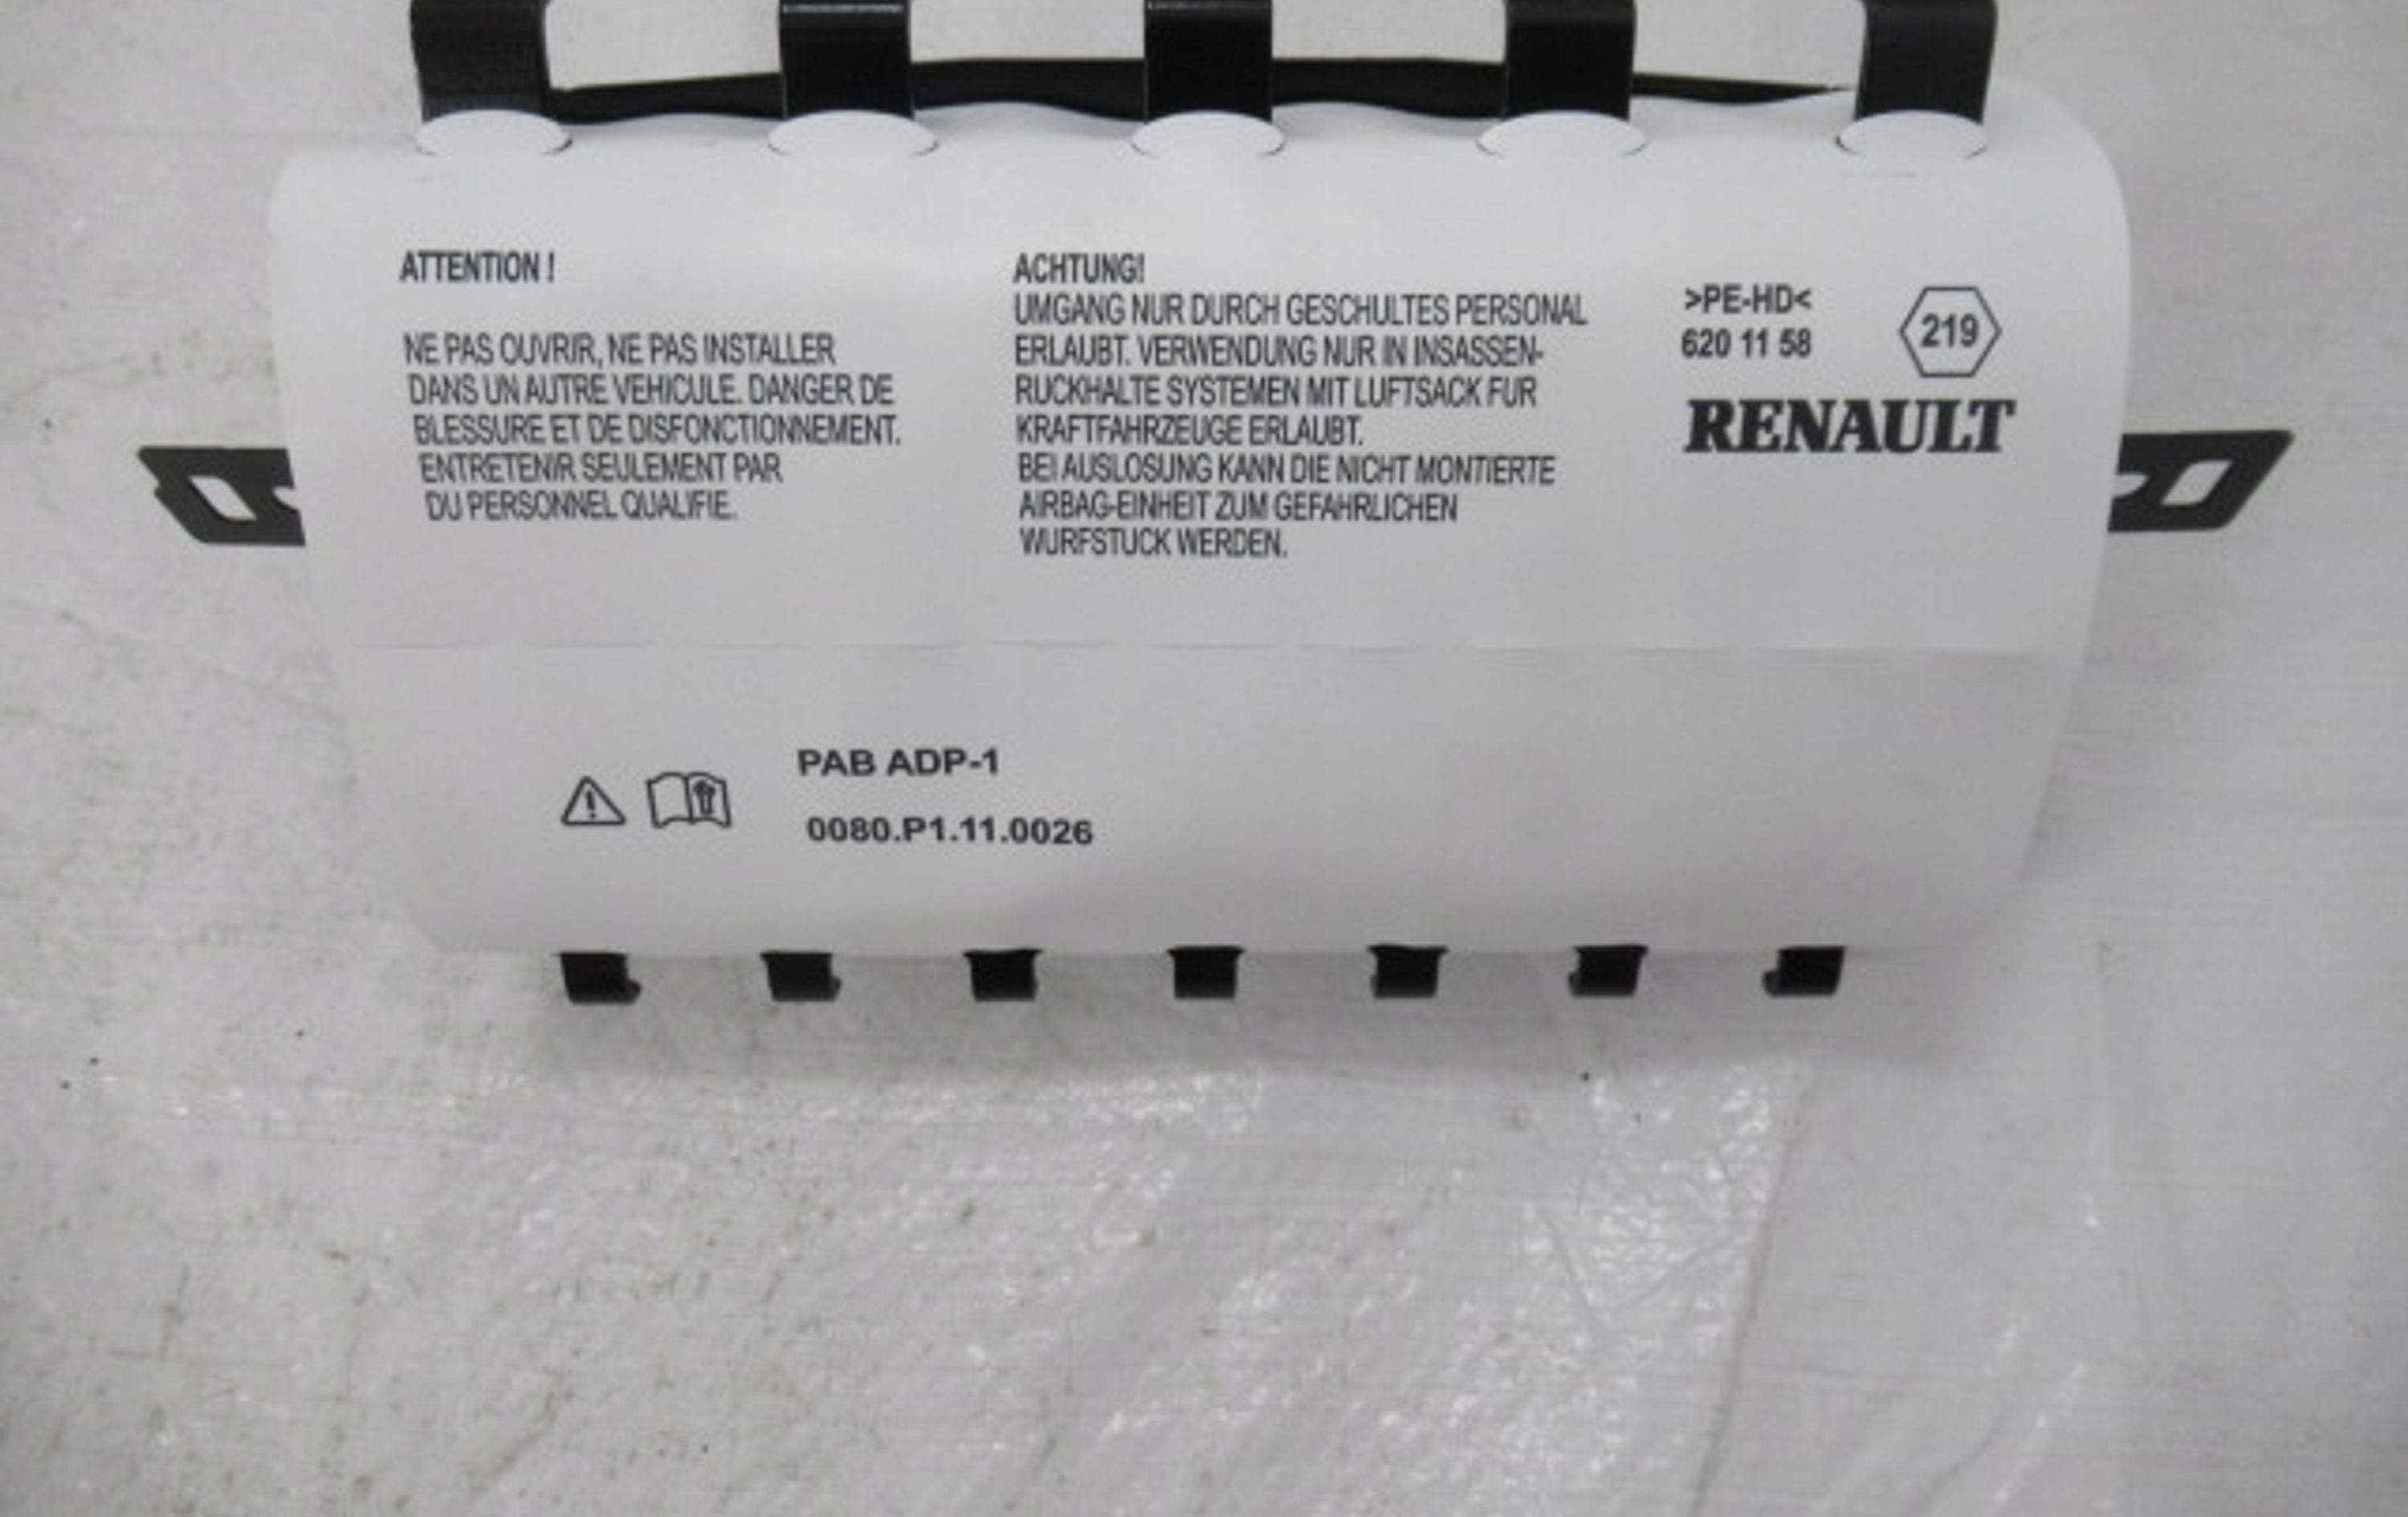 ATTENTION !
NE PAS OUVRIR, NE PAS INSTALLER
DANS UN AUTRE VEHICULE. DANGER DE
BLESSURE ET DE DISFONCTIONNEMENT.
ENTRETENIR SEULEMENT PAR
DU PERSONNEL QUALIFIE.
ACHTUNG!
UMGANG NUR DURCH GESCHULTES PERSONAL
ERLAUBT. VERWENDUNG NUR IN INSASSEN-
RUCKHALTE SYSTEMEN MIT LUFTSACK FUR
KRAFTFAHRZEUGE ERLAUBT.
BEI AUSLOSUNG KANN DIE NICHT MONTIERTE
AIRBAG-EINHEIT ZUM GEFAHRLICHEN
WURFSTUCK WERDEN.
>PE-HD<
620 11 58
219
RENAULT
PAB ADP-1
0080.P1.11.0026